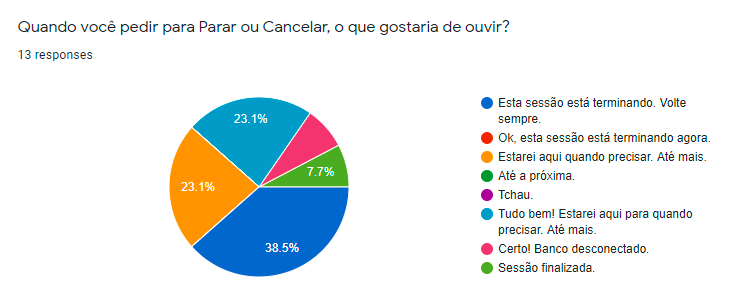 Quando você pedir para Parar ou Cancelar, o que gostaria de ouvir?
13 responses
23.1%
23.1%
7.7%
38.5%
Esta sessão está terminando. Volte
sempre.
Ok, esta sessão está terminando agora.
Estarei aqui quando precisar. Até mais.
Até a próxima.
Tchau.
Tudo bem! Estarei aqui para quando
precisar. Até mais.
Certo! Banco desconectado.
Sessão finalizada.